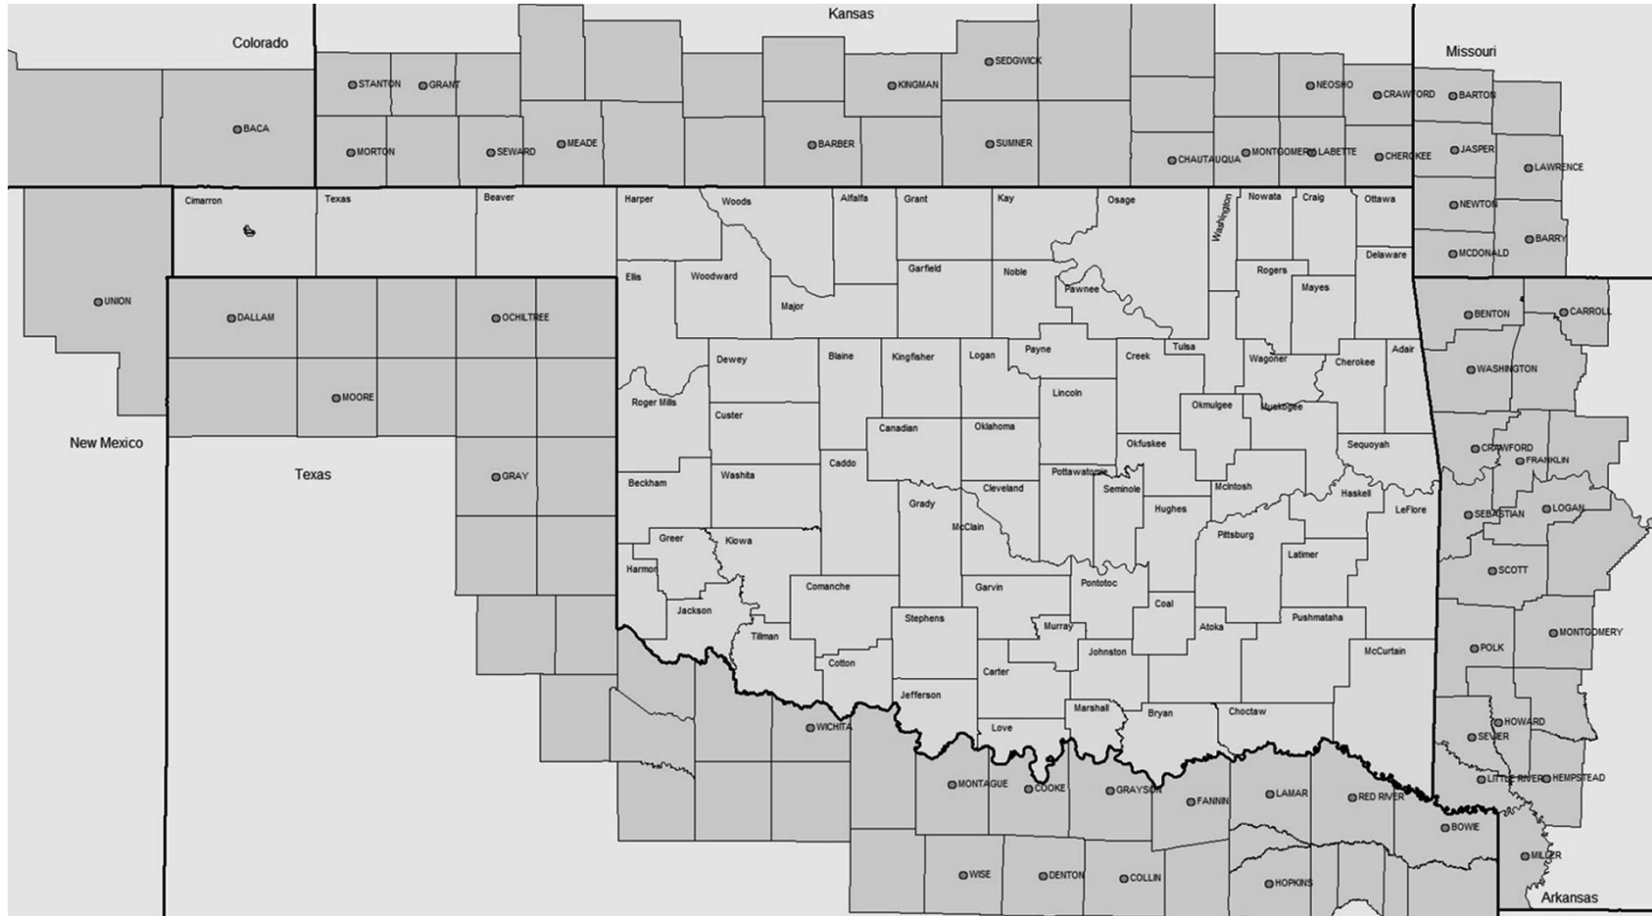 Kansas
Colorado
Missouri
SEDGWICK
STANTON
GRANT
KINGMAN
NEOSHO
CRAWFORD
BARTON
BACA
MORTON
SEWARD
MEADE
BARBER
SUMNER
CHAUTAUQUA
MONTGOMERY
LABETTE
CHEROKEE
JASPER
LAWRENCE
Cimarron
Texas
Beaver
Harper
Woods
Alfalfa
Grant
Kay
Osage
Washington
Nowata
Craig
Ottawa
NEWTON
BARRY
MCDONALD
Delaware
Ellis
Woodward
Garfield
Noble
Rogers
Mayes
Pawnee
Major
UNION
DALLAM
OCHILTREE
BENTON
CARROLL
Dewey
Blaine
Kingfisher
Logan
Payne
Creek
Tulsa
Wagoner
Cherokee
Adair
WASHINGTON
MOORE
Roger Mills
Custer
Lincoln
Okmulgee
Muskogee
New Mexico
Canadian
Oklahoma
Okfuskee
Sequoyah
CRAWFORD
FRANKLIN
Texas
GRAY
Beckham
Washita
Caddo
Pottawatomie
Cleveland
Seminole
McIntosh
Haskell
Grady
McClain
Hughes
LeFlore
SEBASTIAN
LOGAN
Greer
Kiowa
Pittsburg
Latimer
Harmon
Comanche
Garvin
Pontotoc
SCOTT
Jackson
Stephens
Coal
Tillman
Murray
Atoka
Pushmataha
MONTGOMERY
Cotton
Johnston
McCurtain
POLK
Carter
Jefferson
Marshall
Bryan
Choctaw
WICHITA
Love
HOWARD
SEVIER
MONTAGUE
COOKE
GRAYSON
FANNIN
LAMAR
RED RIVER
LITTLE RIVER
HEMPSTEAD
BOWIE
MILLER
WISE
DENTON
COLLIN
HOPKINS
Arkansas